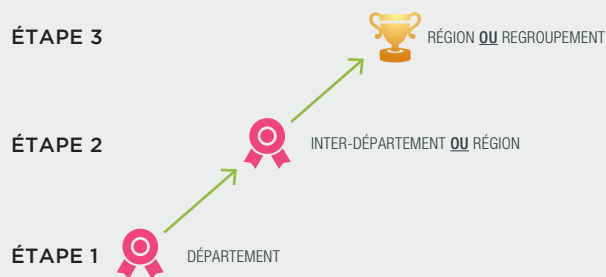 ÉTAPE 3
RÉGION OU REGROUPEMENT
ÉTAPE 2
INTER-DÉPARTEMENT OU RÉGION
ÉTAPE 1
DÉPARTEMENT